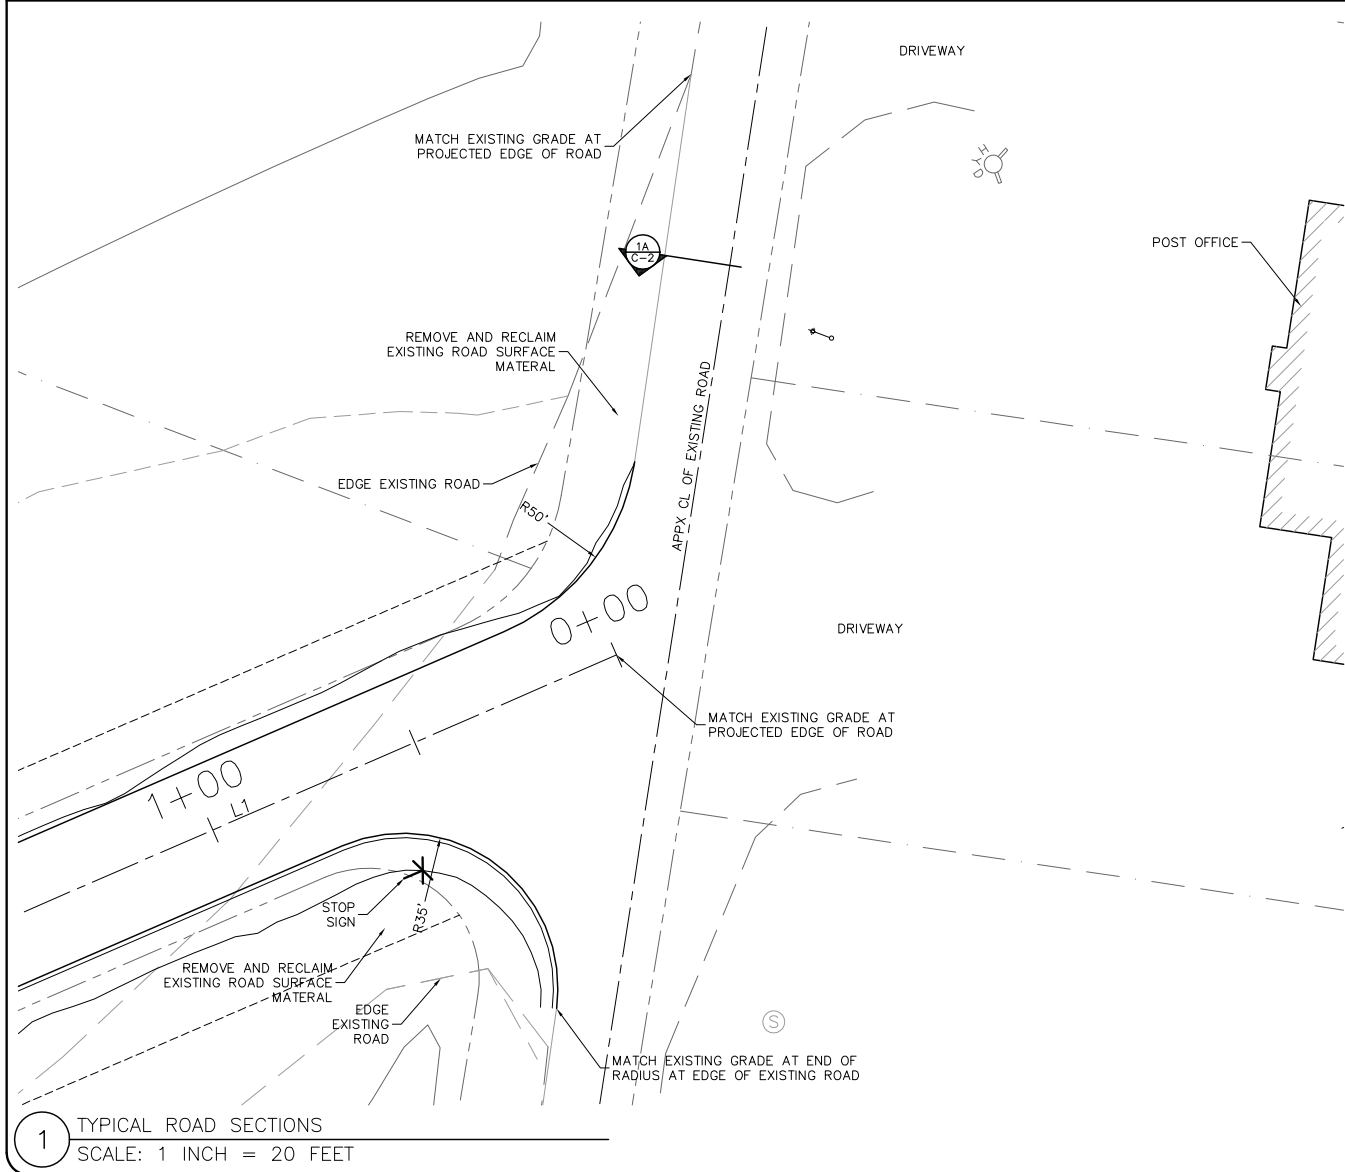 DRIVEWAY
MATCH EXISTING GRADE AT
PROJECTED EDGE OF ROAD
HYD
POST OFFICE
1A
C-2
REMOVE AND RECLAIM
EXISTING ROAD SURFACE
MATERAL
APPX CL OF EXISTING ROAD
EDGE EXISTING ROAD
R50'
0+00
DRIVEWAY
MATCH EXISTING GRADE AT
PROJECTED EDGE OF ROAD
1+00
L1
STOP
SIGN
R35'
REMOVE AND RECLAIM
EXISTING ROAD SURFACE
MATERAL
EDGE
EXISTING
ROAD
S
MATCH EXISTING GRADE AT END OF
RADIUS AT EDGE OF EXISTING ROAD
1
TYPICAL ROAD SECTIONS
SCALE: 1 INCH = 20 FEET